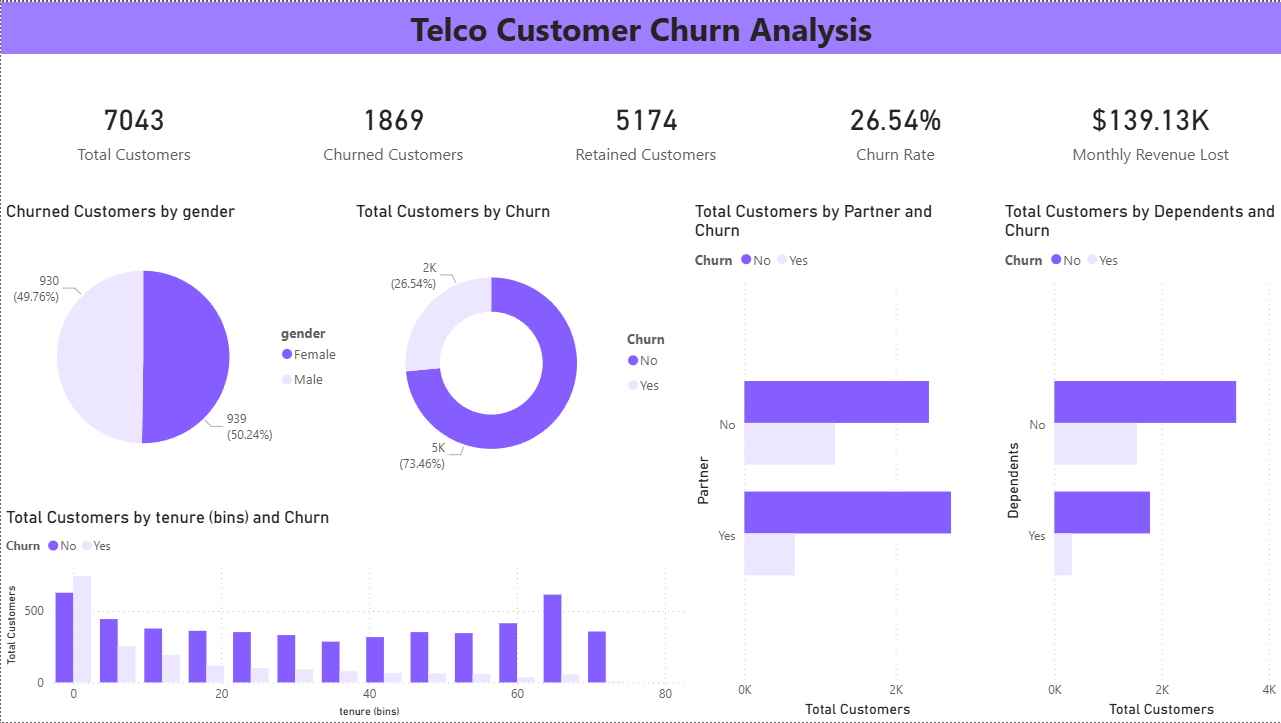 Telco Customer Churn Analysis
7043
Total Customers
1869
Churned Customers
5174
Retained Customers
26.54%
Churn Rate
$139.13K
Monthly Revenue Lost
Churned Customers by gender
930
(49.76%)
939
(50.24%)
gender
Female
Male
Total Customers by Churn
2K
(26.54%)
5K
(73.46%)
Churn
No
Yes
Total Customers by Partner and
Churn
Churn No Yes
Partner
No
Yes
0K 2K
Total Customers
Total Customers by Dependents and
Churn
Churn No Yes
Dependents
No
Yes
0K 2K 4K
Total Customers
Total Customers by tenure (bins) and Churn
Churn No Yes
Total Customers
500
0
0 20 40 60 80
tenure (bins)